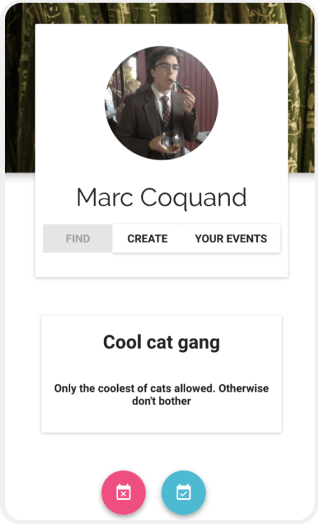 Marc Coquand
FIND CREATE YOUR EVENTS
Cool cat gang
Only the coolest of cats allowed. Otherwise
don't bother